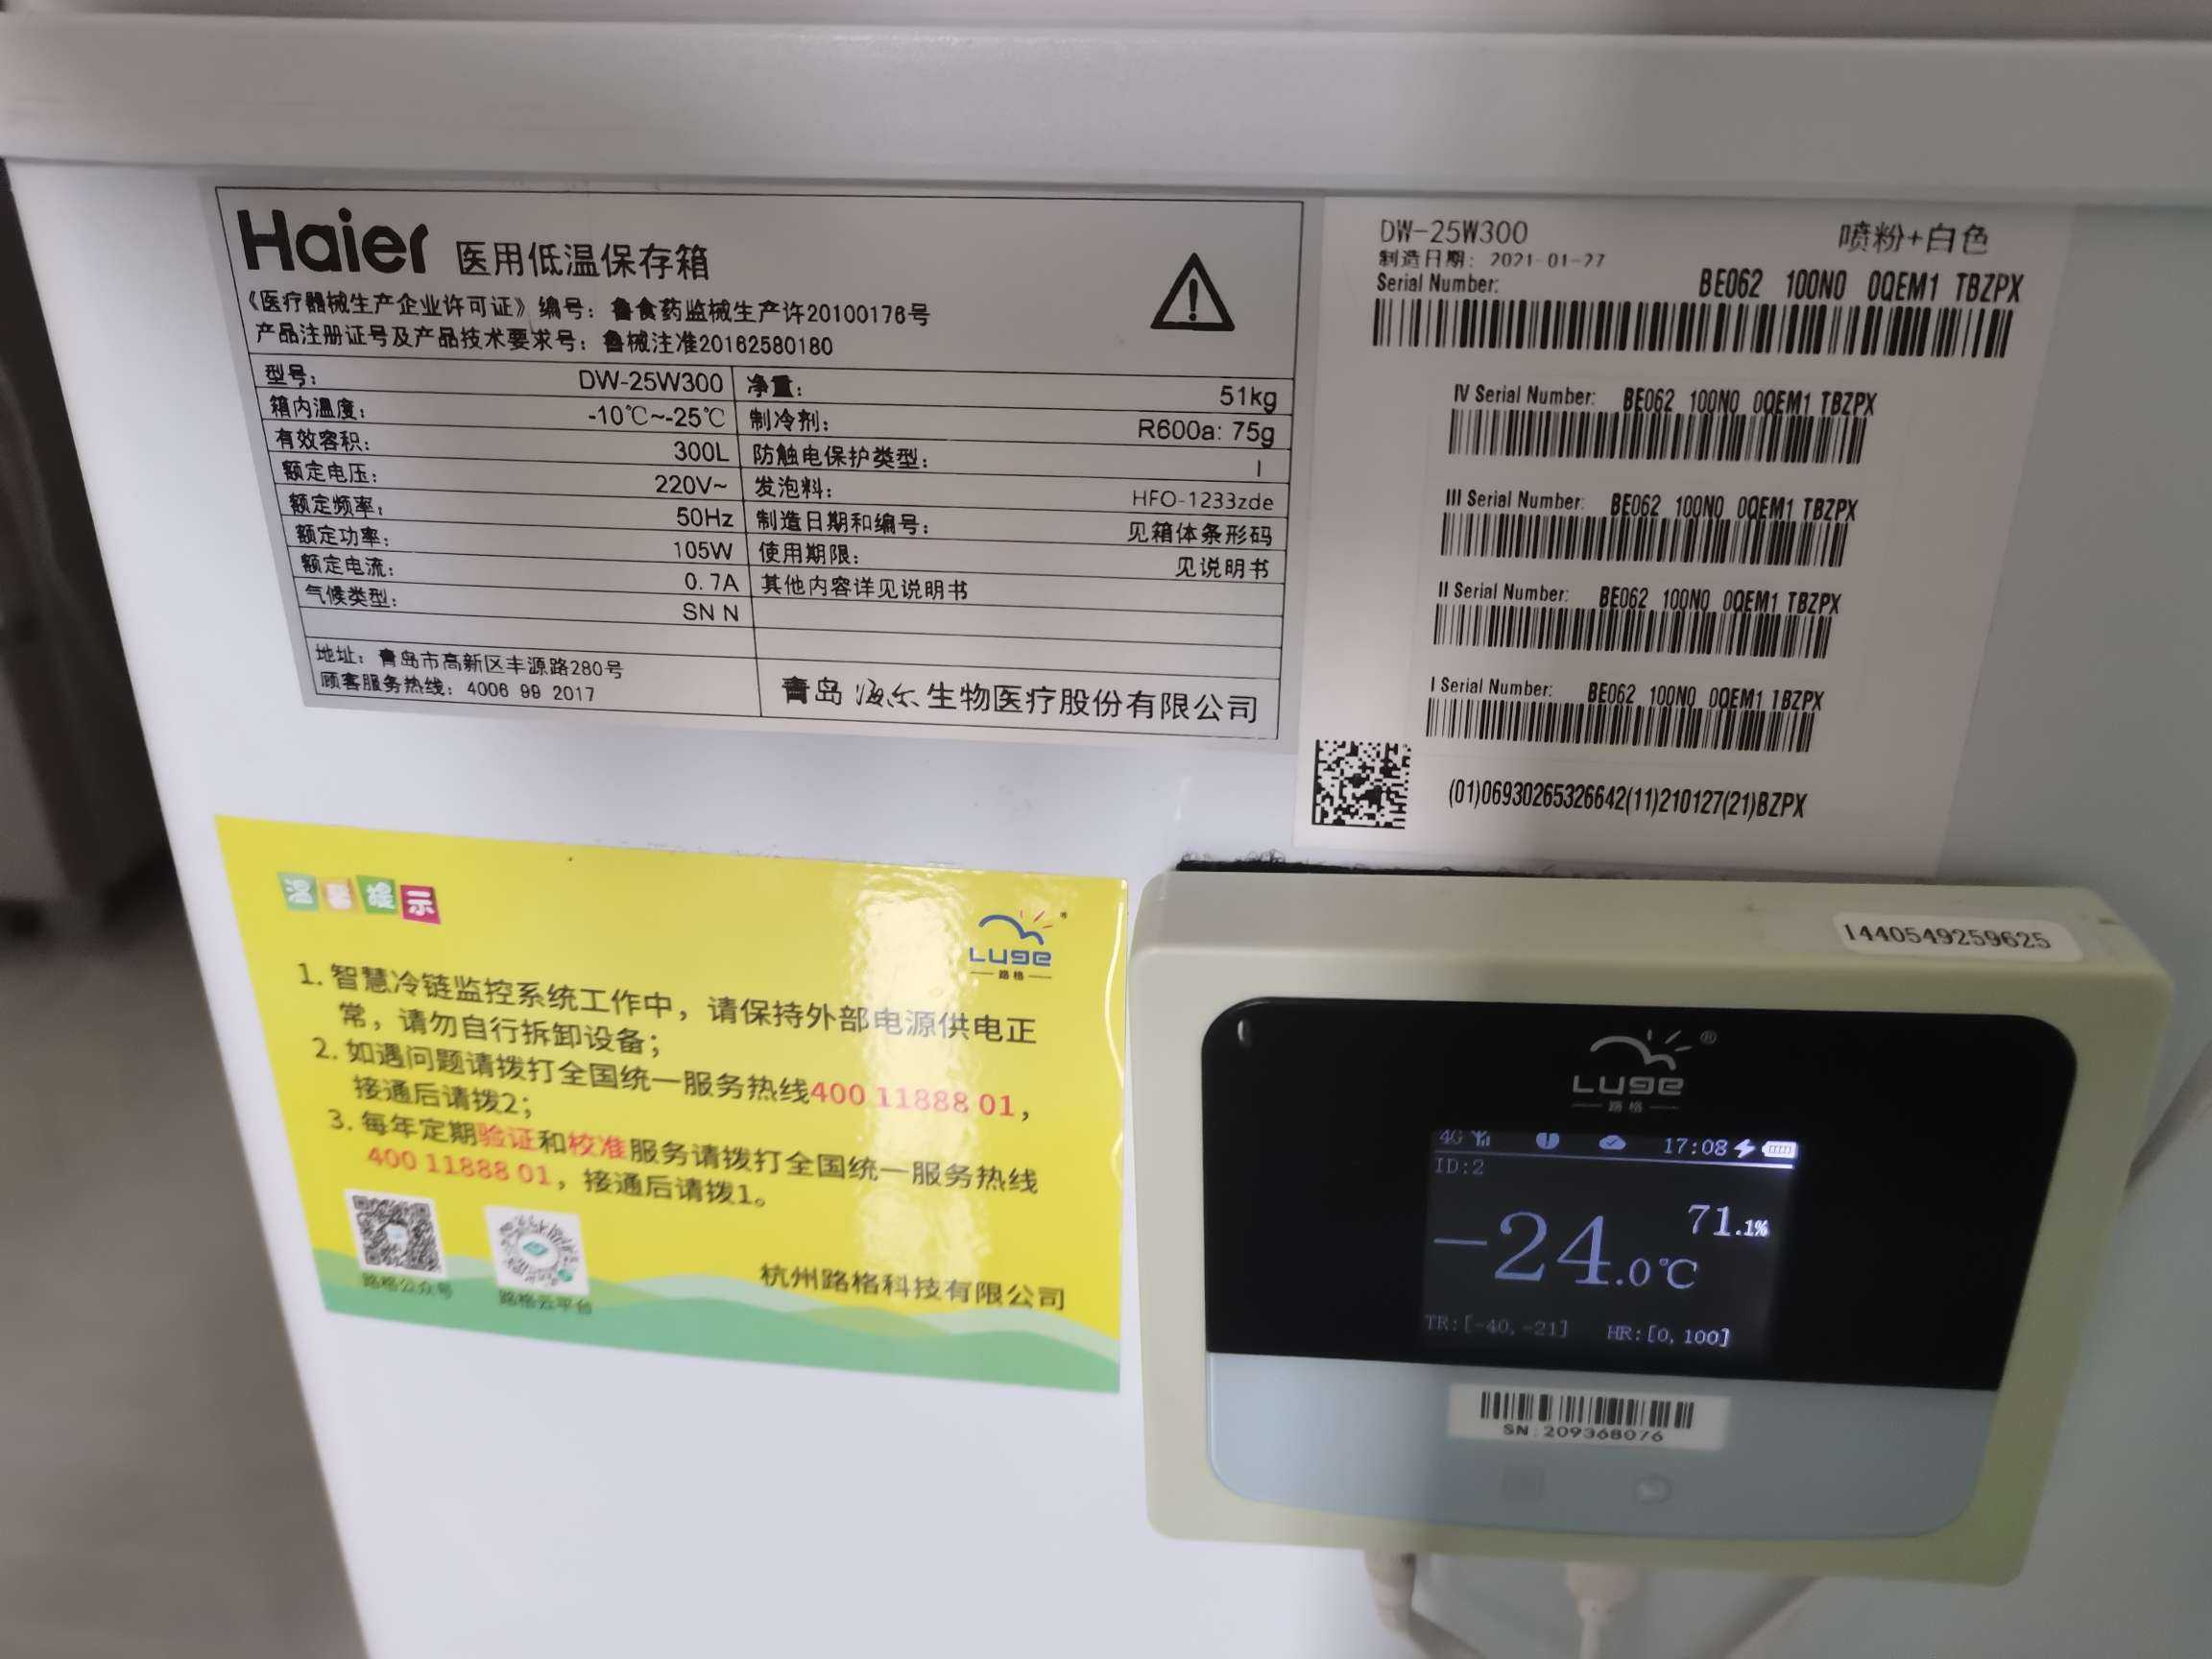 Haier 医用低温保存箱
《医疗器械生产企业许可证》编号：鲁食药监械生产许20100176号
产品注册证号及产品技术要求号：鲁械注准20162580180
型号： DW-25W300 净重： 51kg
箱内温度： -10℃~-25℃ 制冷剂： R600a: 75g
有效容积： 300L 防触电保护类型： I
额定电压： 220V~ 发泡料： HFO-1233zde
额定频率： 50Hz 制造日期和编号： 见箱体条形码
额定功率： 105W 使用期限： 见说明书
额定电流： 0.7A 其他内容详见说明书
气候类型： SN N
地址：青岛市高新区丰源路280号
顾客服务热线：4006 99 2017
青岛海尔生物医疗股份有限公司
DW-25W300 喷粉+白色
制造日期：2021-01-27
Serial Number: BE062 100N0 0QEM1 TBZPX
IV Serial Number: BE062 100N0 0QEM1 TBZPX
III Serial Number: BE062 100N0 0QEM1 TBZPX
II Serial Number: BE062 100N0 0QEM1 TBZPX
I Serial Number: BE062 100N0 0QEM1 TBZPX
(01)06930265326642(11)210127(21)BZPX
温馨提示
Luge®
路格
1. 智慧冷链监控系统工作中，请保持外部电源供电正
常，请勿自行拆卸设备；
2. 如遇问题请拨打全国统一服务热线400 11888 01，
接通后请拨2；
3. 每年定期验证和校准服务请拨打全国统一服务热线
400 11888 01，接通后请拨1。
路格公众号
路格云平台
杭州路格科技有限公司
1440549259625
Luge®
路格
4G 17:08
ID:2
71.1%
-24.0℃
TR:[-40,-21] HR:[0,100]
SN:209368076